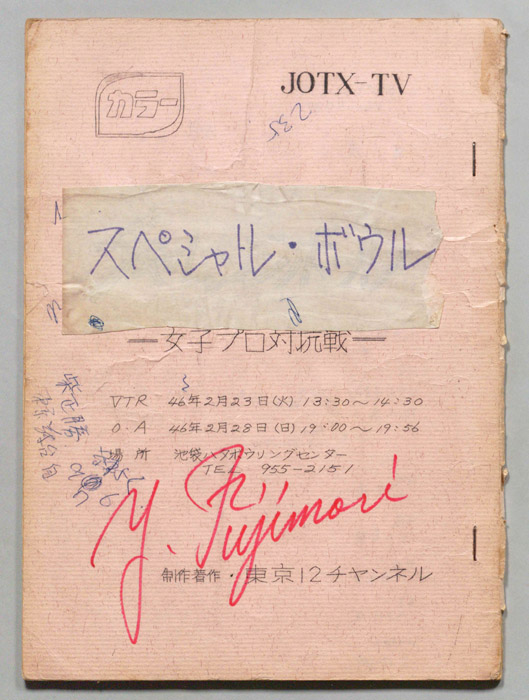 JOTX-TV
カラー
スペシャル・ボウル
—女子プロ対抗戦—
VTR 46年2月23日(火) 13:30〜14:30
O.A 46年2月28日(日) 19:00〜19:56
場所 池袋ハタボウリングセンター
TEL 955-2151
Y. Fujimori
制作著作・東京12チャンネル